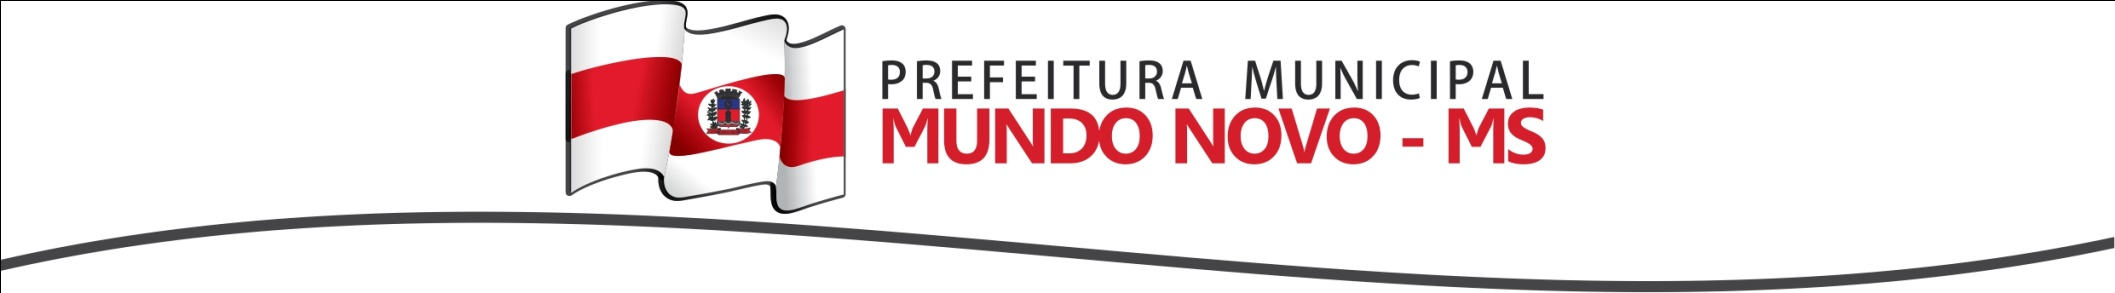 PREFEITURA MUNICIPAL
MUNDO NOVO - MS